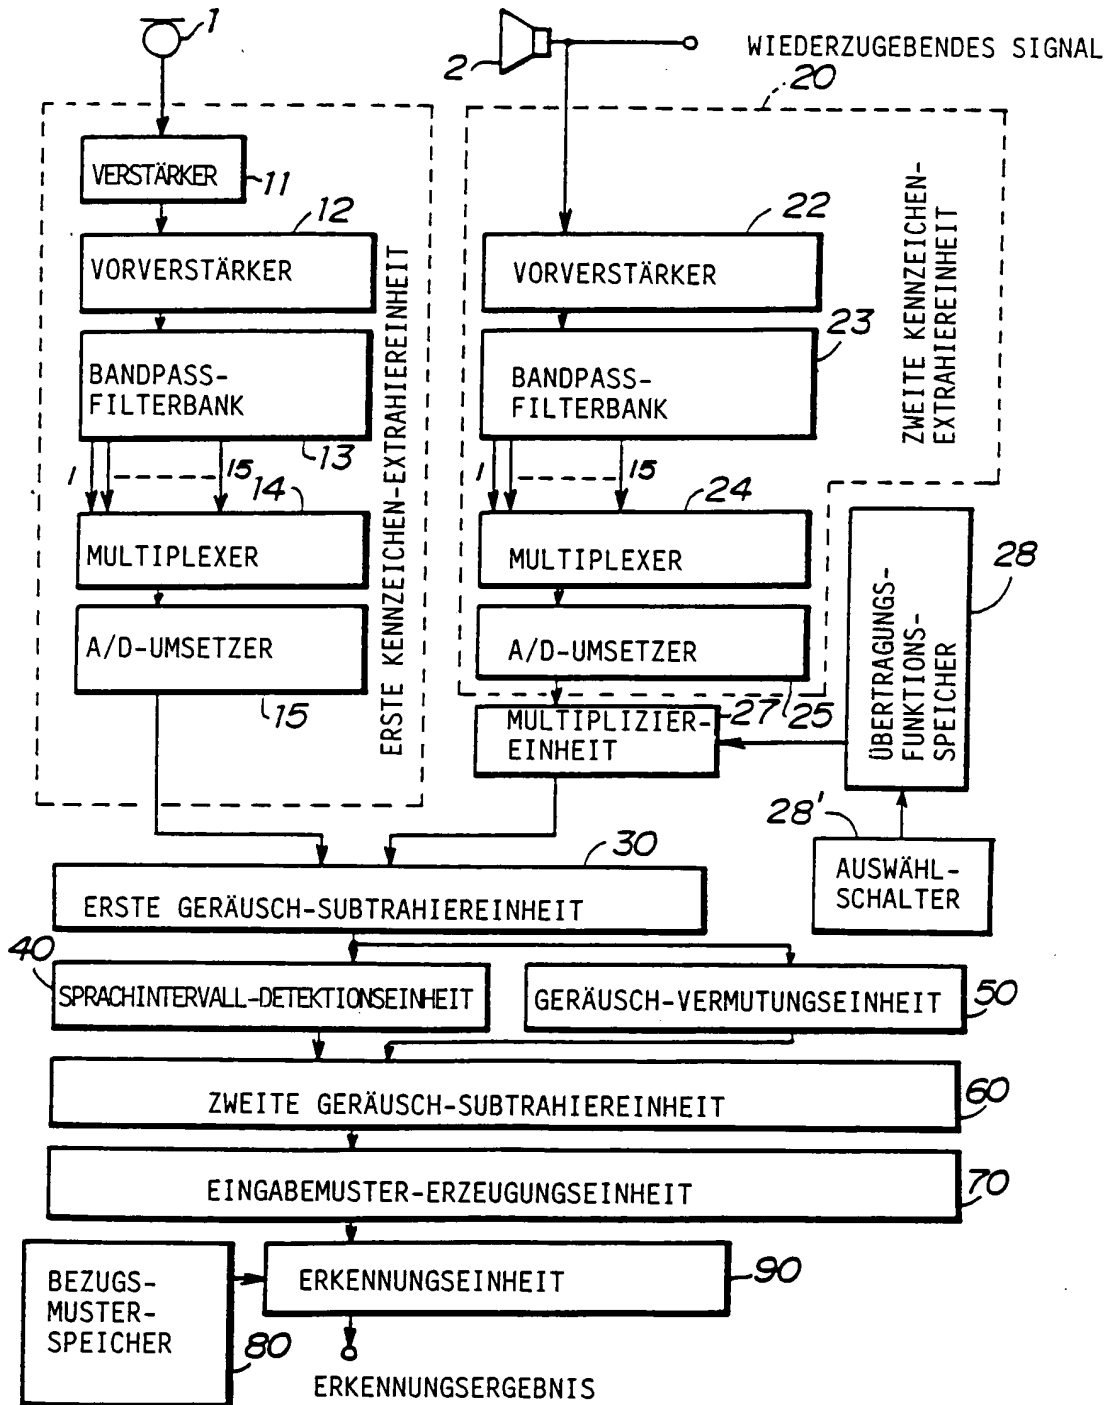 1
2
WIEDERZUGEBENDES SIGNAL
20
VERSTÄRKER
11
12
VORVERSTÄRKER
BANDPASS-
FILTERBANK
13
1
15
14
MULTIPLEXER
A/D-UMSETZER
15
ERSTE KENNZEICHEN-EXTRAHIEREINHEIT
22
VORVERSTÄRKER
23
BANDPASS-
FILTERBANK
1
15
24
MULTIPLEXER
A/D-UMSETZER
25
ZWEITE KENNZEICHEN-
EXTRAHIEREINHEIT
MULTIPLIZIER-
EINHEIT
27
28
ÜBERTRAGUNGS-
FUNKTIONS-
SPEICHER
28'
AUSWÄHL-
SCHALTER
30
ERSTE GERÄUSCH-SUBTRAHIEREINHEIT
40
SPRACHINTERVALL-DETEKTIONSEINHEIT
GERÄUSCH-VERMUTUNGSEINHEIT
50
ZWEITE GERÄUSCH-SUBTRAHIEREINHEIT
60
EINGABEMUSTER-ERZEUGUNGSEINHEIT
70
BEZUGS-
MUSTER-
SPEICHER
80
ERKENNUNGSEINHEIT
90
ERKENNUNGSERGEBNIS